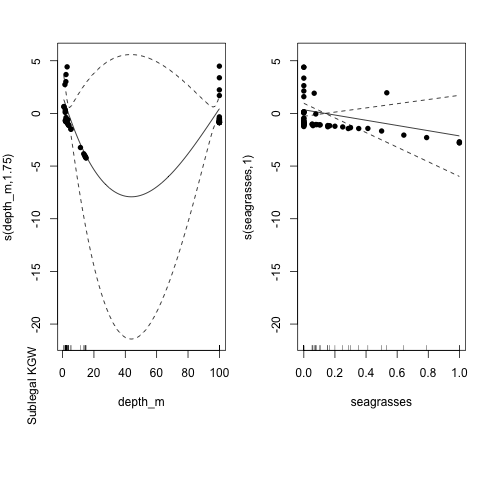 s(depth_m,1.75)
5
0
-5
-10
-15
-20
0 20 40 60 80 100
depth_m
Sublegal KGW
s(seagrasses,1)
5
0
-5
-10
-15
-20
0.0 0.2 0.4 0.6 0.8 1.0
seagrasses